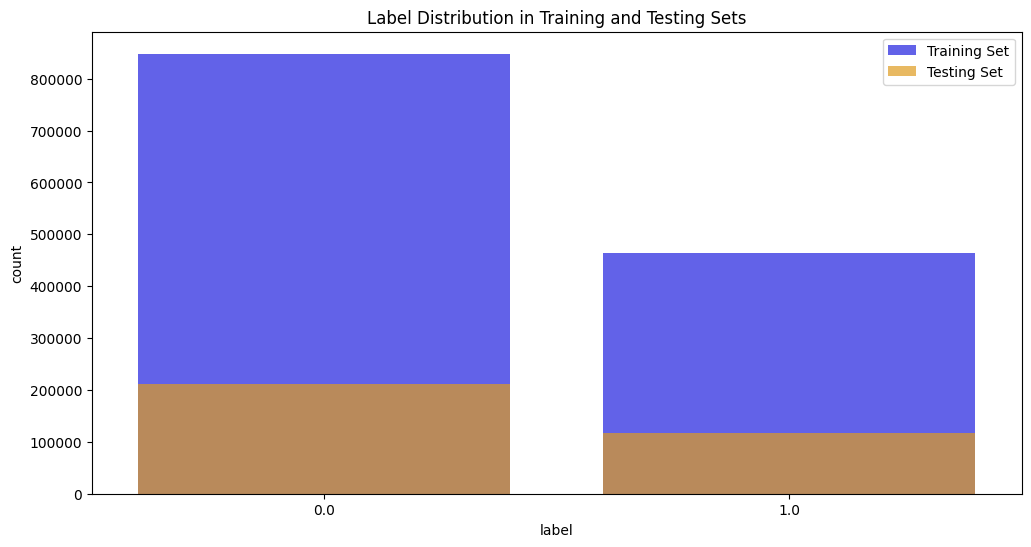 Label Distribution in Training and Testing Sets
Training Set
Testing Set
800000
700000
600000
500000
400000
300000
200000
100000
0
count
0.0
1.0
label